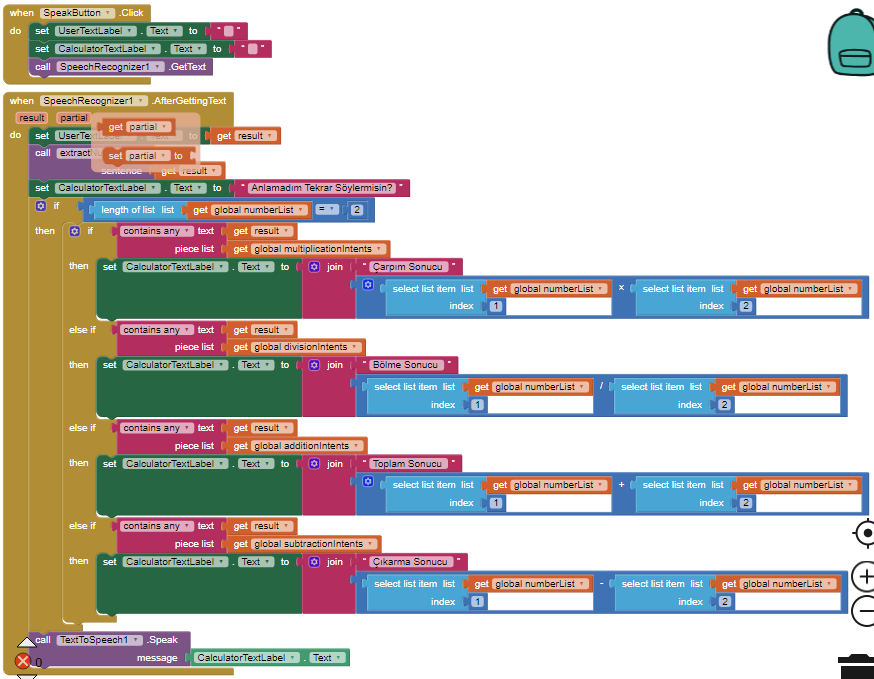 when SpeakButton .Click
do set UserTextLabel . Text to " "
set CalculatorTextLabel . Text to " "
call SpeechRecognizer1 .GetText
when SpeechRecognizer1 .AfterGettingText
result partial
get partial
do set to get result
set partial to
call
sentence get result
set CalculatorTextLabel . Text to " Anlamadım Tekrar Söylermisin? "
if length of list list get global numberList = 2
then if contains any text get result
piece list get global multiplicationIntents
then set CalculatorTextLabel . Text to join " Çarpım Sonucu "
select list item list get global numberList × select list item list get global numberList
index 1 index 2
else if contains any text get result
piece list get global divisionIntents
then set CalculatorTextLabel . Text to join " Bölme Sonucu "
select list item list get global numberList / select list item list get global numberList
index 1 index 2
else if contains any text get result
piece list get global additionIntents
then set CalculatorTextLabel . Text to join " Toplam Sonucu "
select list item list get global numberList + select list item list get global numberList
index 1 index 2
else if contains any text get result
piece list get global subtractionIntents
then set CalculatorTextLabel . Text to join " Çıkarma Sonucu "
select list item list get global numberList - select list item list get global numberList
index 1 index 2
call TextToSpeech1 .Speak
message CalculatorTextLabel . Text
0